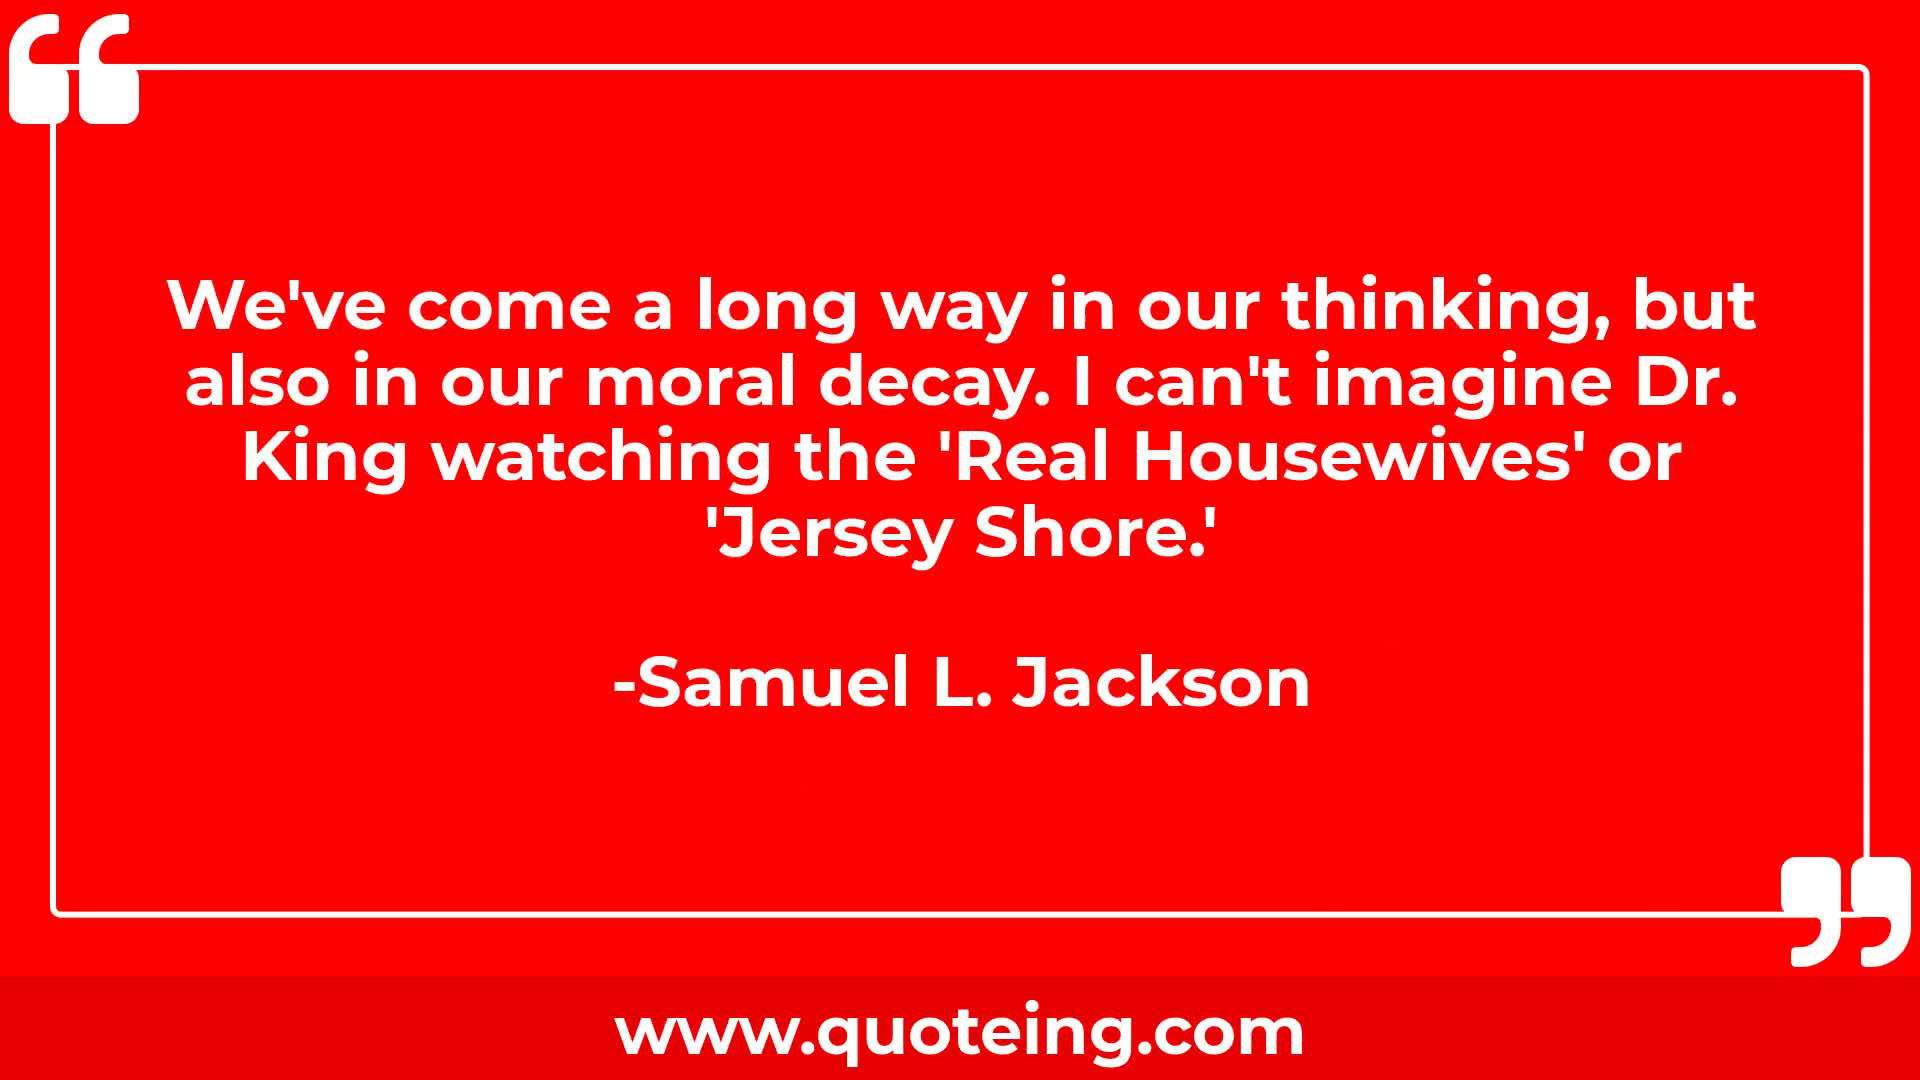 We've come a long way in our thinking, but
also in our moral decay. I can't imagine Dr.
King watching the 'Real Housewives' or
'Jersey Shore.'
-Samuel L. Jackson
www.quoteing.com